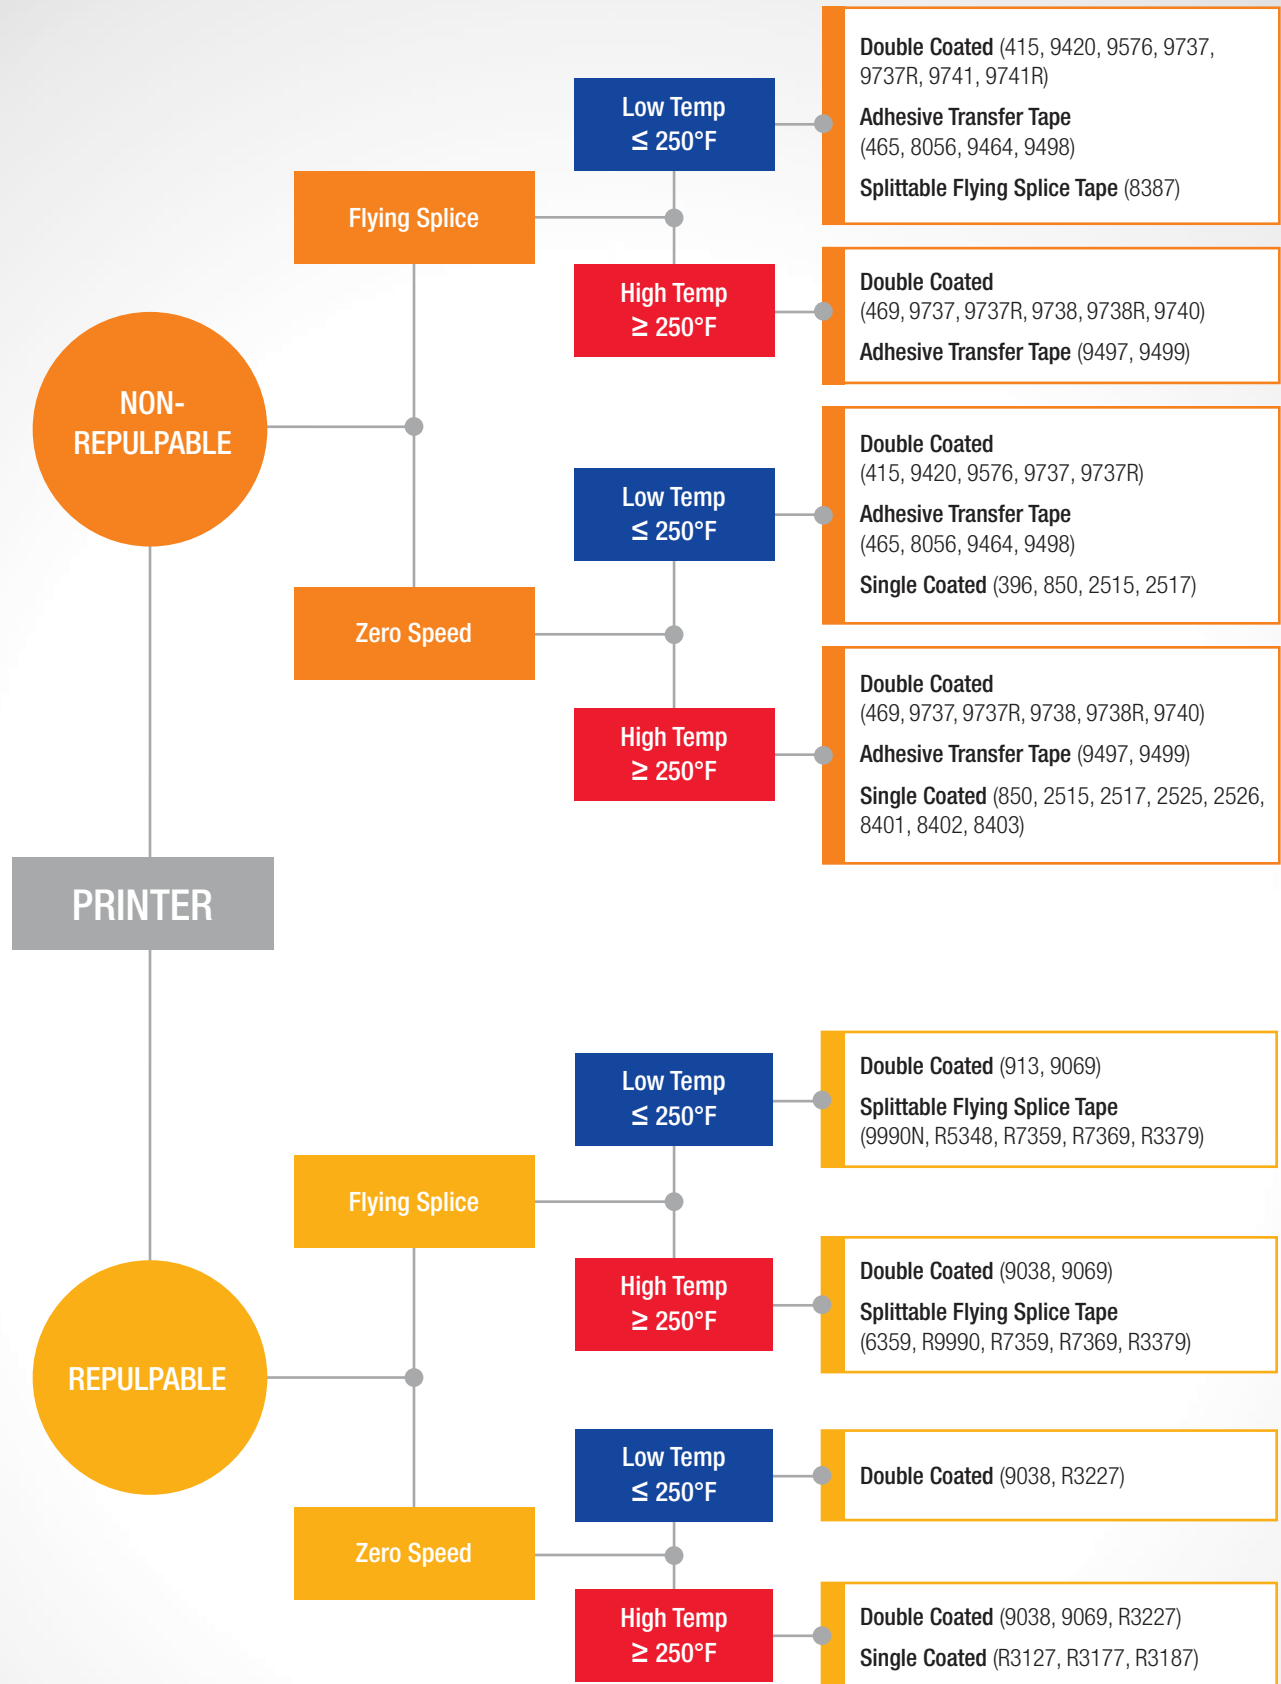 PRINTER
NON-
REPULPABLE
Flying Splice
Low Temp
≤ 250°F
Double Coated (415, 9420, 9576, 9737,
9737R, 9741, 9741R)
Adhesive Transfer Tape
(465, 8056, 9464, 9498)
Splittable Flying Splice Tape (8387)
High Temp
≥ 250°F
Double Coated
(469, 9737, 9737R, 9738, 9738R, 9740)
Adhesive Transfer Tape (9497, 9499)
Zero Speed
Low Temp
≤ 250°F
Double Coated
(415, 9420, 9576, 9737, 9737R)
Adhesive Transfer Tape
(465, 8056, 9464, 9498)
Single Coated (396, 850, 2515, 2517)
High Temp
≥ 250°F
Double Coated
(469, 9737, 9737R, 9738, 9738R, 9740)
Adhesive Transfer Tape (9497, 9499)
Single Coated (850, 2515, 2517, 2525, 2526,
8401, 8402, 8403)
REPULPABLE
Flying Splice
Low Temp
≤ 250°F
Double Coated (913, 9069)
Splittable Flying Splice Tape
(9990N, R5348, R7359, R7369, R3379)
High Temp
≥ 250°F
Double Coated (9038, 9069)
Splittable Flying Splice Tape
(6359, R9990, R7359, R7369, R3379)
Zero Speed
Low Temp
≤ 250°F
Double Coated (9038, R3227)
High Temp
≥ 250°F
Double Coated (9038, 9069, R3227)
Single Coated (R3127, R3177, R3187)